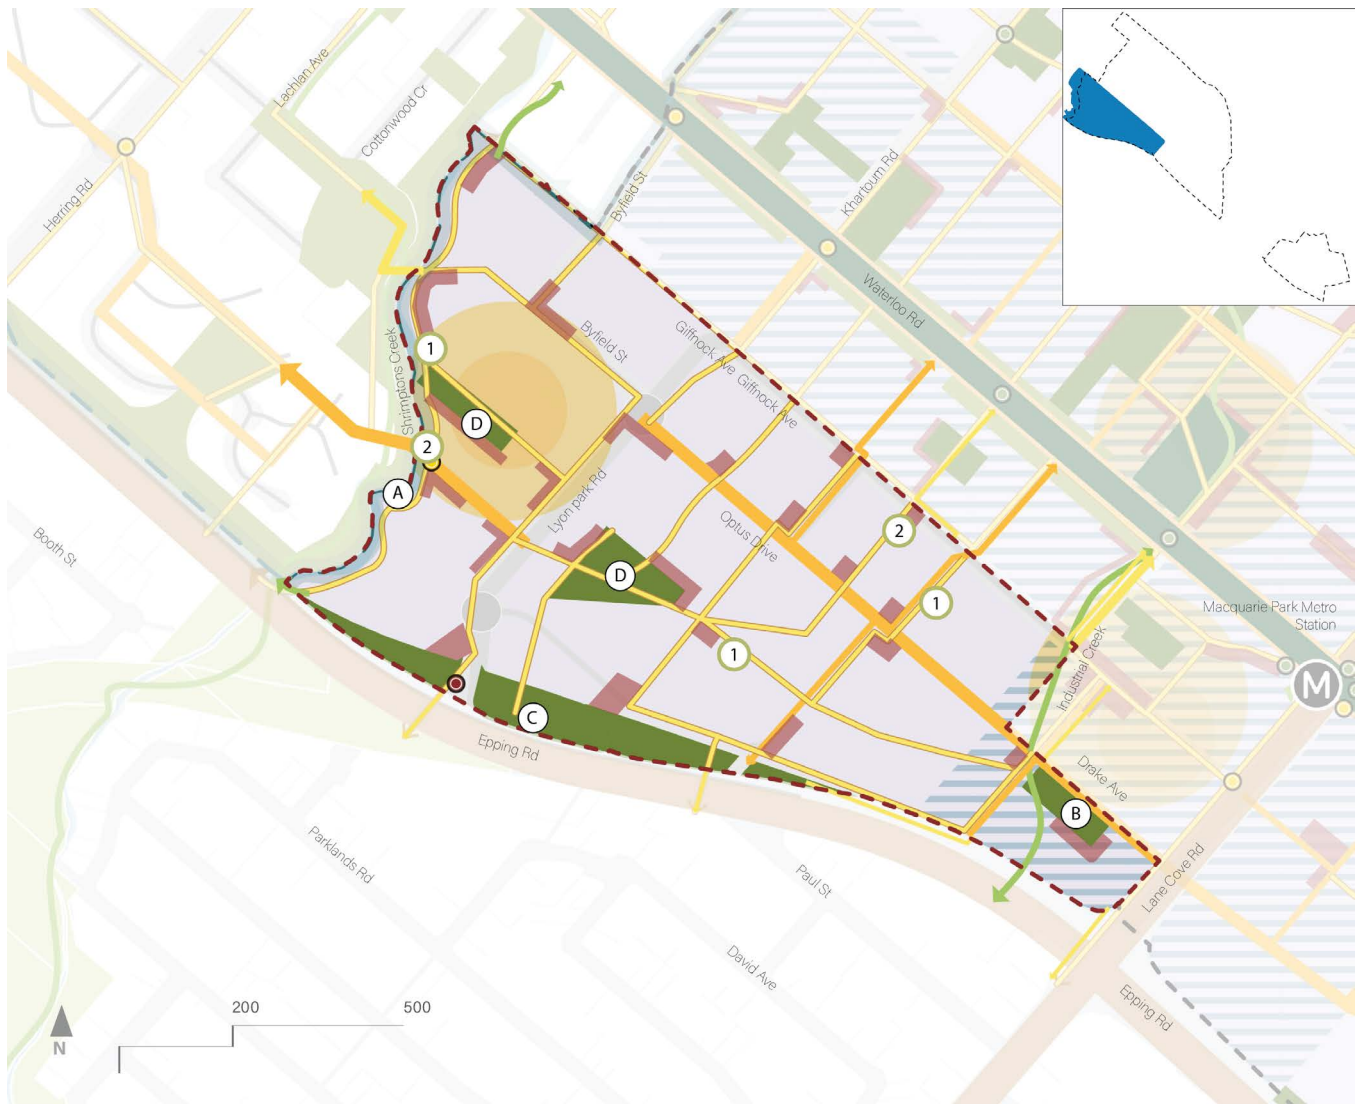 Lachlan Ave
Cottonwood Cr
Herring Rd
Byfield St
Khartoum Rd
Waterloo Rd
Shrimptons Creek
1
Byfield St
Giffnock Ave
Giffnock Ave
D
2
A
Lyon park Rd
Optus Drive
2
Booth St
D
1
1
Macquarie Park Metro
Station
M
Industrial Creek
C
Epping Rd
Drake Ave
B
Parklands Rd
Paul St
Lane Cove Rd
David Ave
Epping Rd
200
500
N